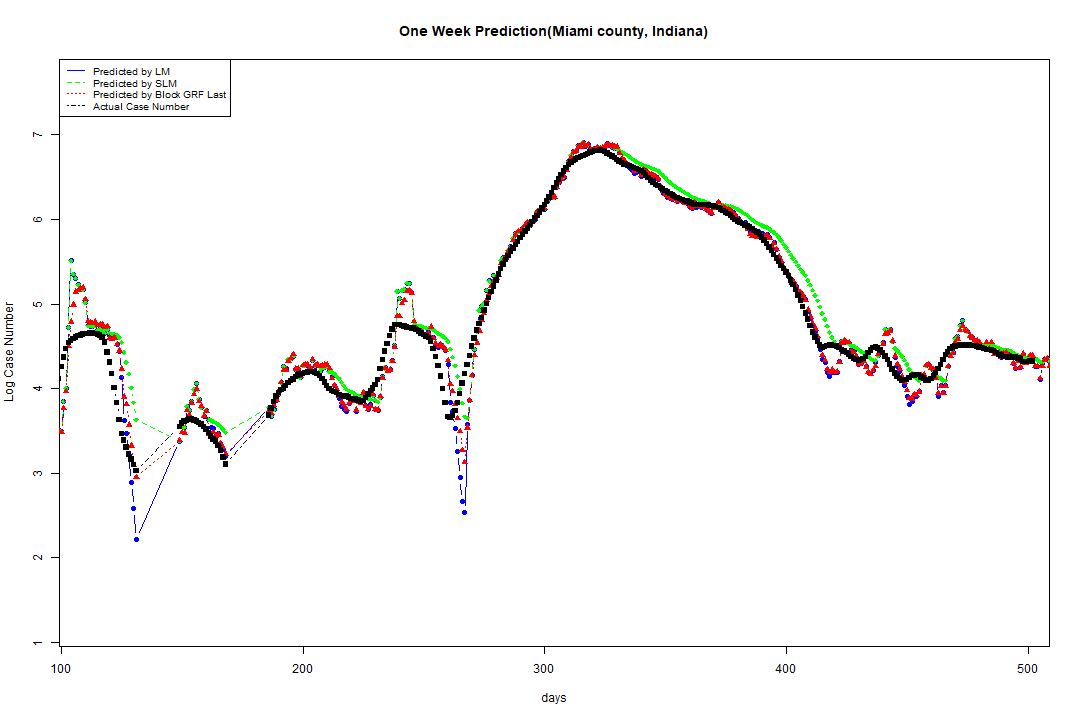 One Week Prediction(Miami county, Indiana)
Predicted by LM
Predicted by SLM
Predicted by Block GRF Last
Actual Case Number
7
6
5
4
3
2
1
Log Case Number
100 200 300 400 500
days